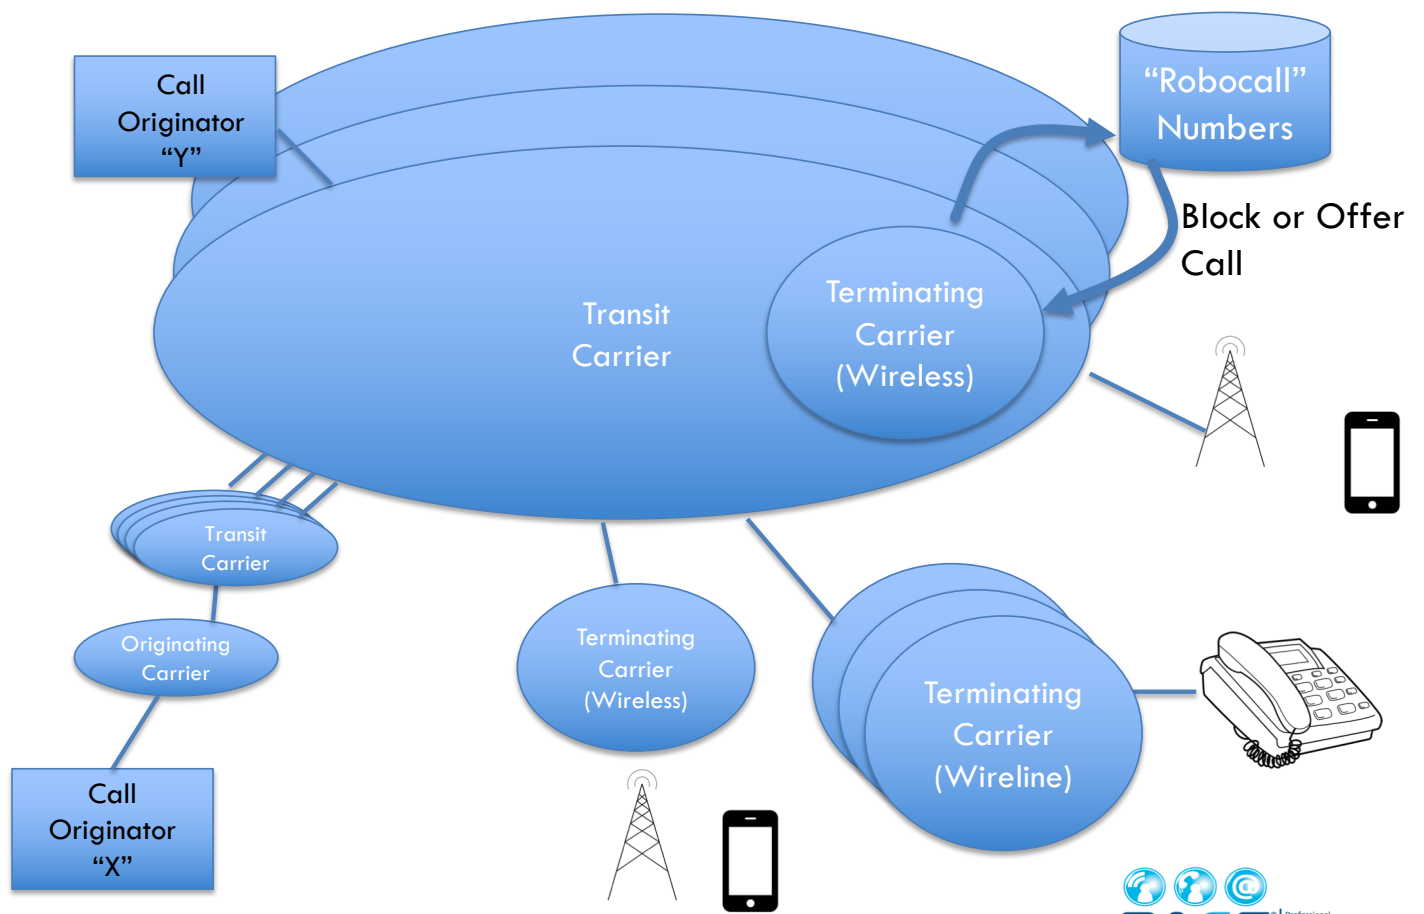 Call
Originator
“Y”
“Robocall”
Numbers
Block or Offer
Call
Transit
Carrier
Terminating
Carrier
(Wireless)
Transit
Carrier
Originating
Carrier
Call
Originator
“X”
Terminating
Carrier
(Wireless)
Terminating
Carrier
(Wireline)
@
Professional